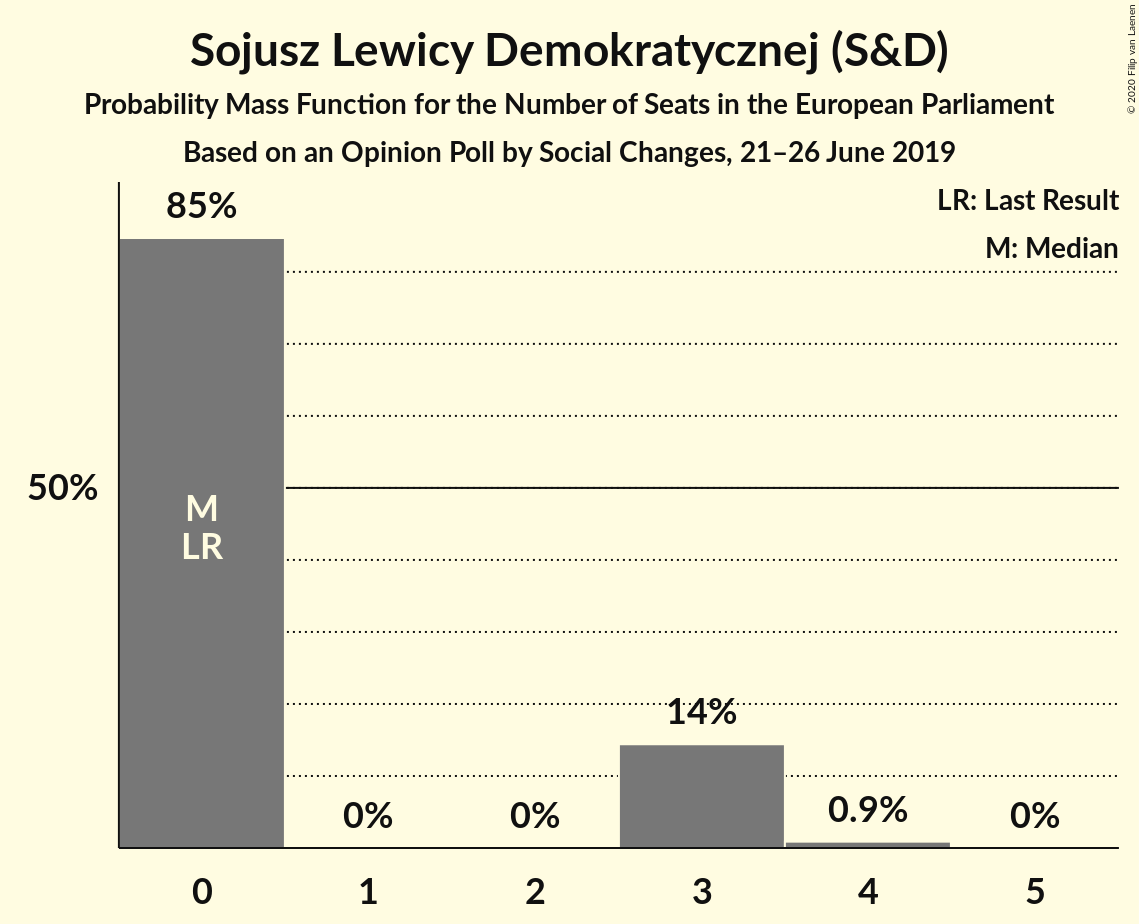 Sojusz Lewicy Demokratycznej (S&D)
Probability Mass Function for the Number of Seats in the European Parliament
Based on an Opinion Poll by Social Changes, 21–26 June 2019
© 2020 Filip van Laenen
LR: Last Result
M: Median
85%
50%
M
LR
14%
0%
0%
0.9%
0%
0
1
2
3
4
5